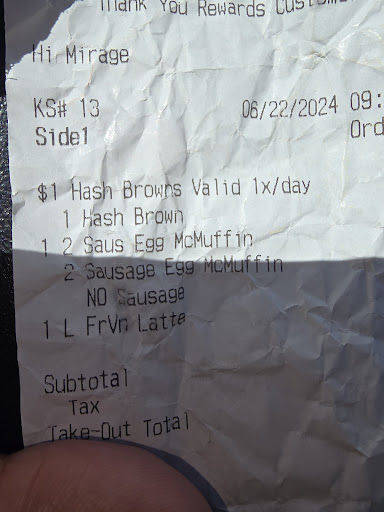 Thank You Rewards
Hi Mirage
KS# 13 06/22/2024 09:
Side1 Ord
$1 Hash Browns Valid 1x/day
1 Hash Brown
1 2 Saus Egg McMuffin
2 Sausage Egg McMuffin
NO Sausage
1 L FrVn Latte
Subtotal
Tax
Take-Out Total